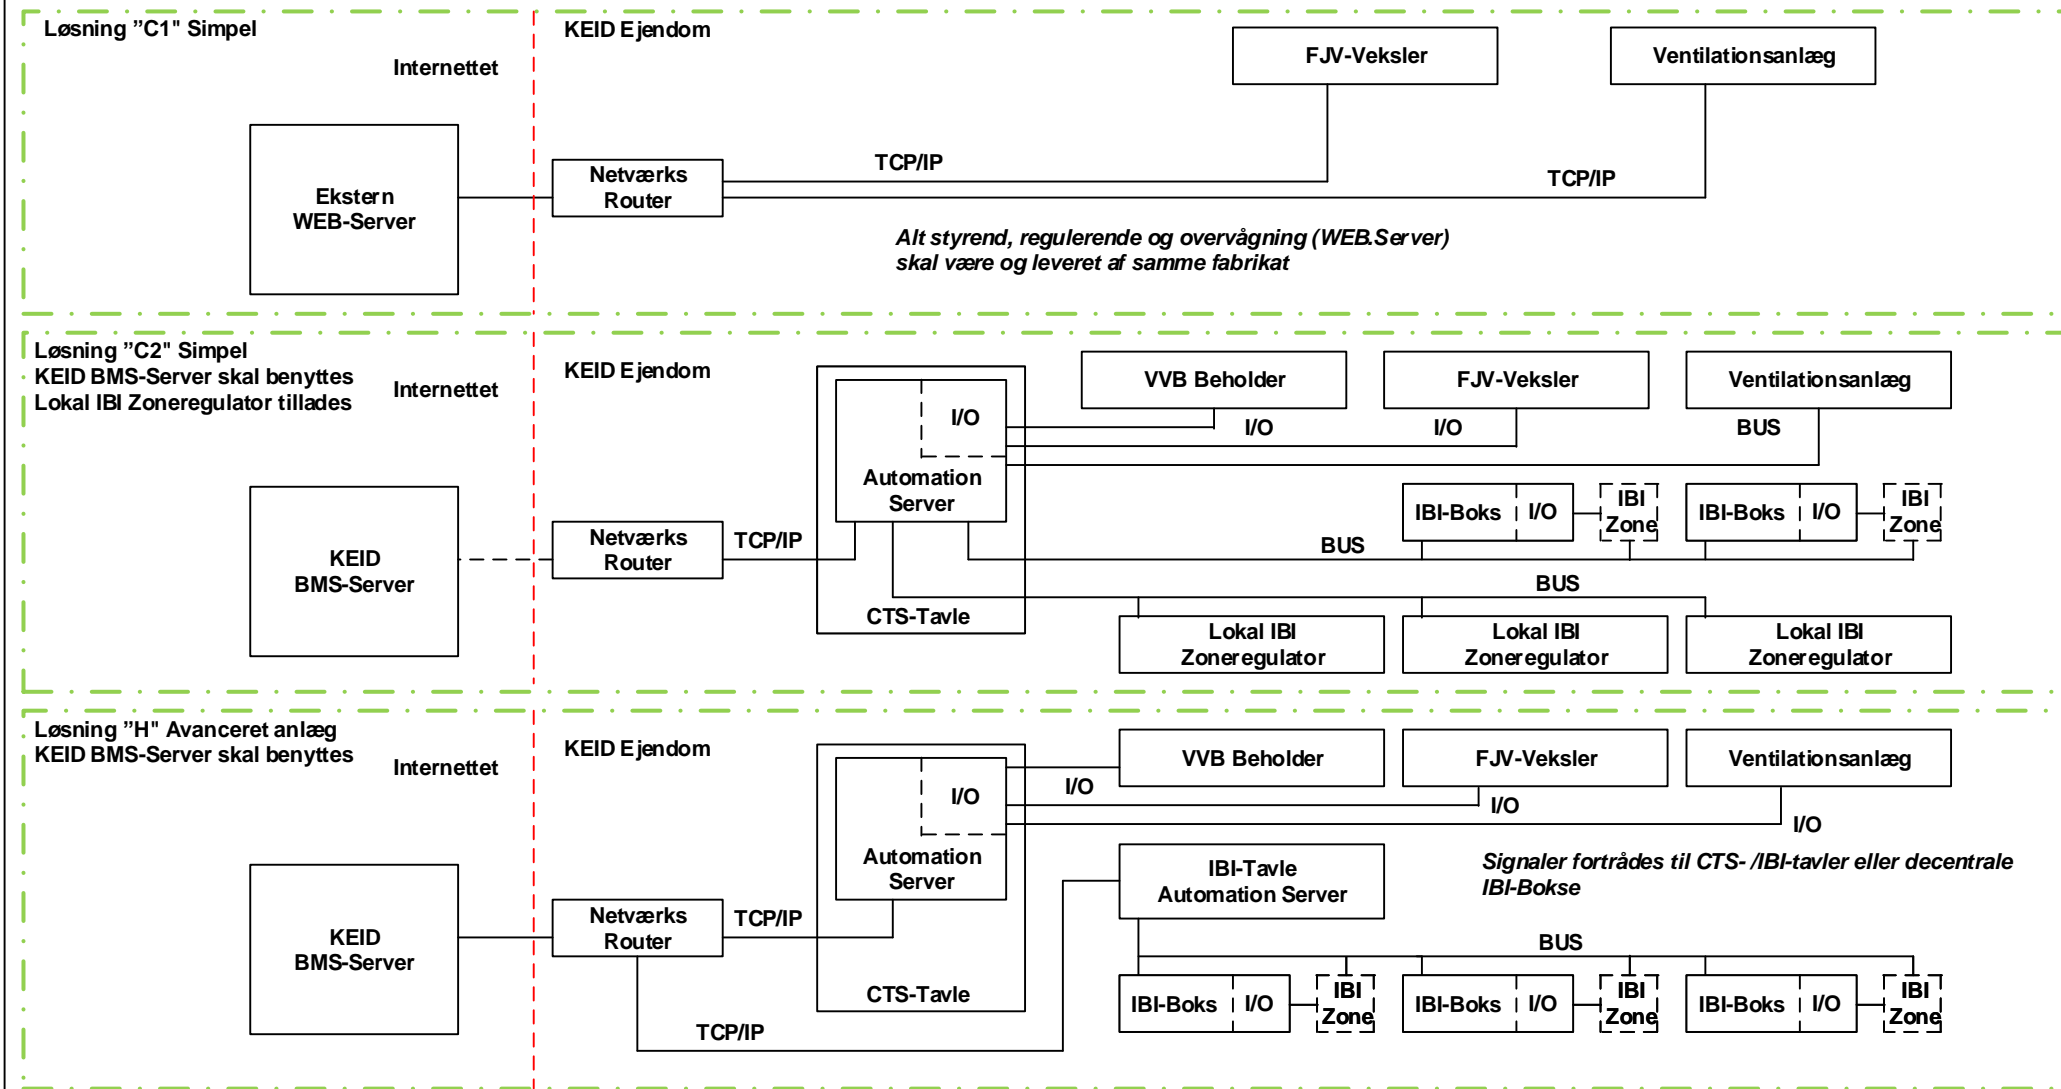 Løsning ”C1" Simpel
KEID Ejendom
Internettet
FJV-Veksler
Ventilationsanlæg
Ekstern
WEB-Server
Netværks
Router
TCP/IP
TCP/IP
Alt styrend, regulerende og overvågning (WEB.Server)
skal være og leveret af samme fabrikat
Løsning ”C2" Simpel
KEID BMS-Server skal benyttes
Lokal IBI Zoneregulator tillades
Internettet
KEID Ejendom
VVB Beholder
FJV-Veksler
Ventilationsanlæg
I/O
I/O
I/O
BUS
Automation
Server
IBI-Boks
I/O
IBI
Zone
IBI-Boks
I/O
IBI
Zone
KEID
BMS-Server
Netværks
Router
TCP/IP
BUS
BUS
CTS-Tavle
Lokal IBI
Zoneregulator
Lokal IBI
Zoneregulator
Lokal IBI
Zoneregulator
Løsning ”H" Avanceret anlæg
KEID BMS-Server skal benyttes
Internettet
KEID Ejendom
VVB Beholder
FJV-Veksler
Ventilationsanlæg
I/O
I/O
I/O
I/O
Automation
Server
IBI-Tavle
Automation Server
Signaler fortrådes til CTS- /IBI-tavler eller decentrale
IBI-Bokse
KEID
BMS-Server
Netværks
Router
TCP/IP
BUS
CTS-Tavle
IBI-Boks
I/O
IBI
Zone
IBI-Boks
I/O
IBI
Zone
IBI-Boks
I/O
IBI
Zone
TCP/IP